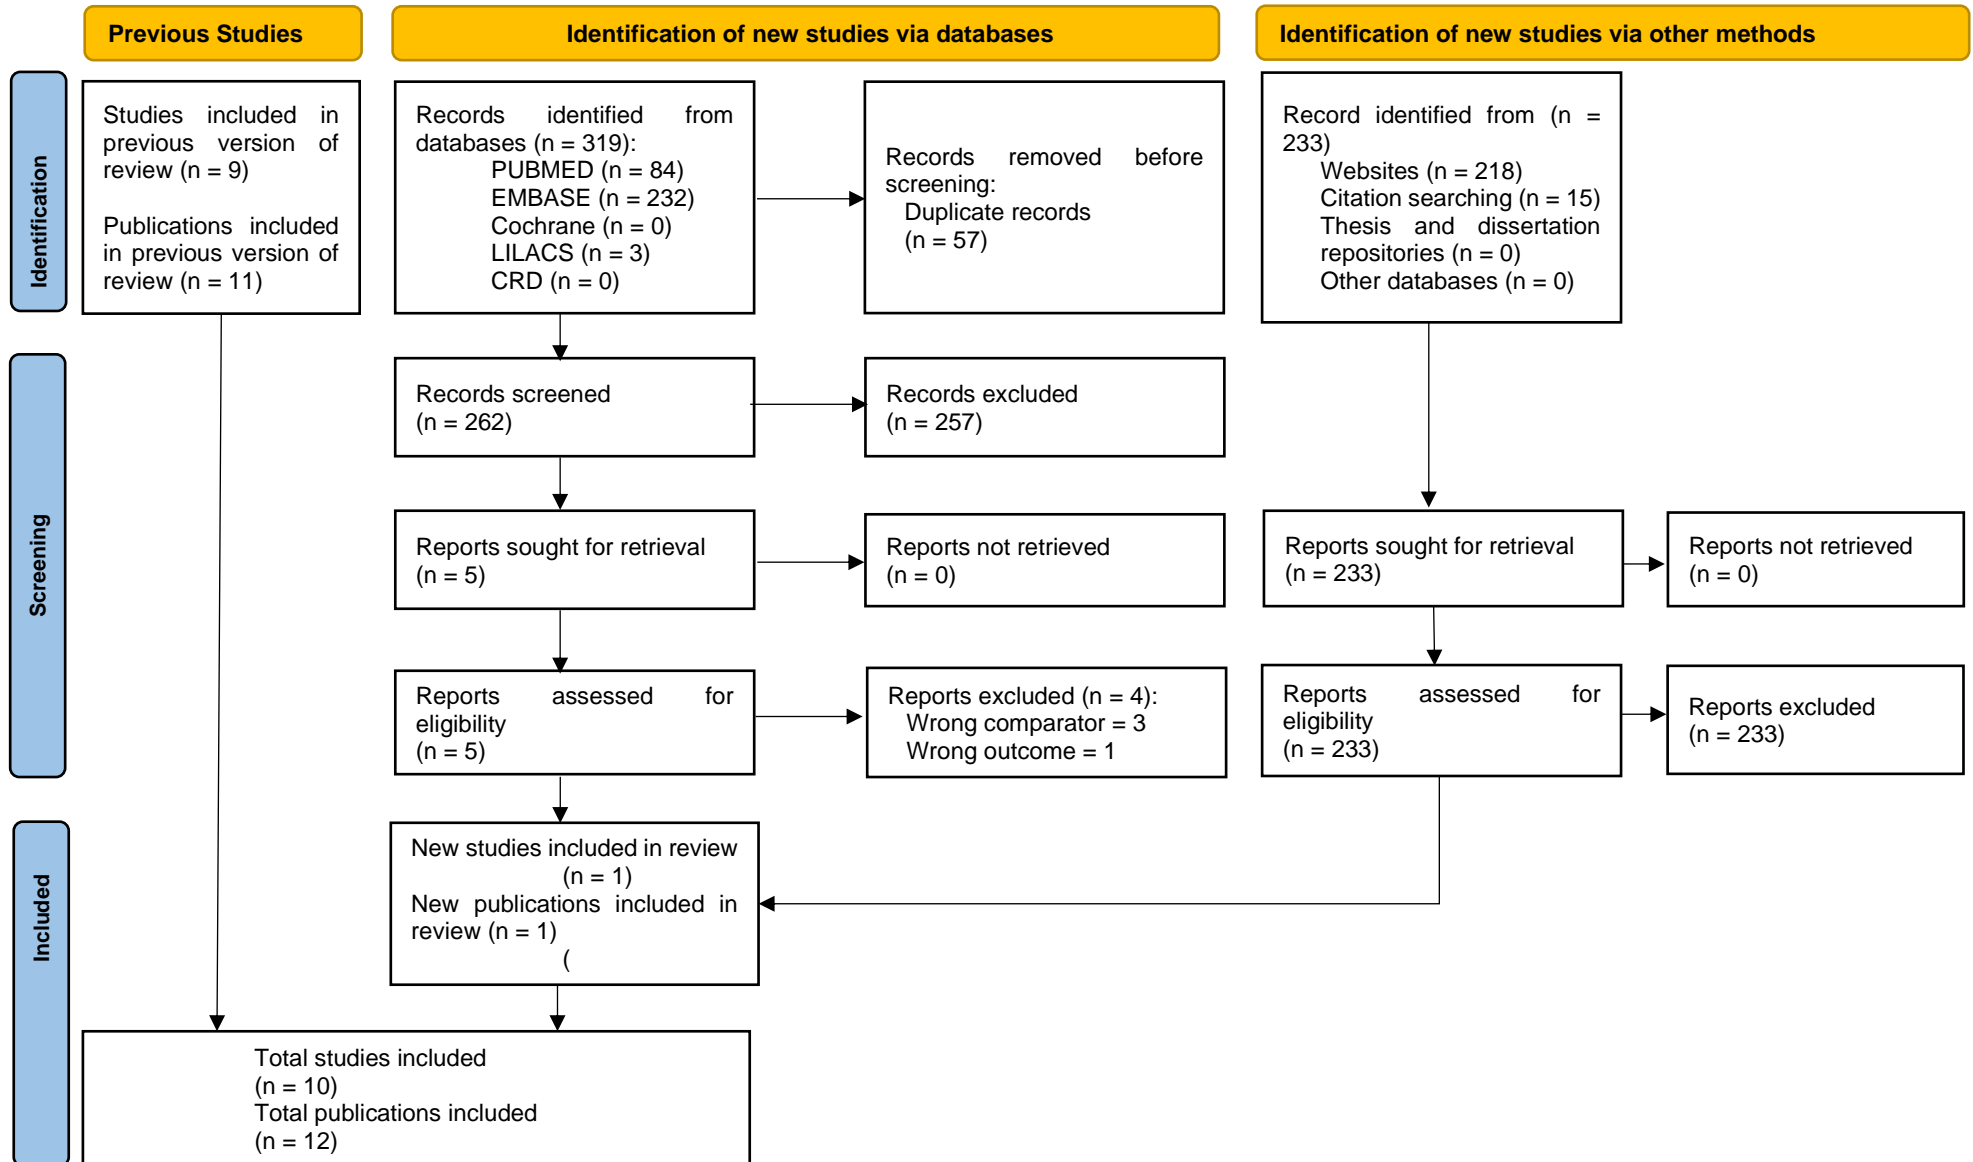 Previous Studies
Identification of new studies via databases
Identification of new studies via other methods
Identification
Studies included in
previous version of
review (n = 9)
Publications included
in previous version of
review (n = 11)
Records identified from
databases (n = 319):
PUBMED (n = 84)
EMBASE (n = 232)
Cochrane (n = 0)
LILACS (n = 3)
CRD (n = 0)
Records removed before
screening:
Duplicate records
(n = 57)
Record identified from (n =
233)
Websites (n = 218)
Citation searching (n = 15)
Thesis and dissertation
repositories (n = 0)
Other databases (n = 0)
Screening
Records screened
(n = 262)
Records excluded
(n = 257)
Reports sought for retrieval
(n = 5)
Reports not retrieved
(n = 0)
Reports sought for retrieval
(n = 233)
Reports not retrieved
(n = 0)
Reports assessed for
eligibility
(n = 5)
Reports excluded (n = 4):
Wrong comparator = 3
Wrong outcome = 1
Reports assessed for
eligibility
(n = 233)
Reports excluded
(n = 233)
Included
New studies included in review
(n = 1)
New publications included in
review (n = 1)
(
Total studies included
(n = 10)
Total publications included
(n = 12)